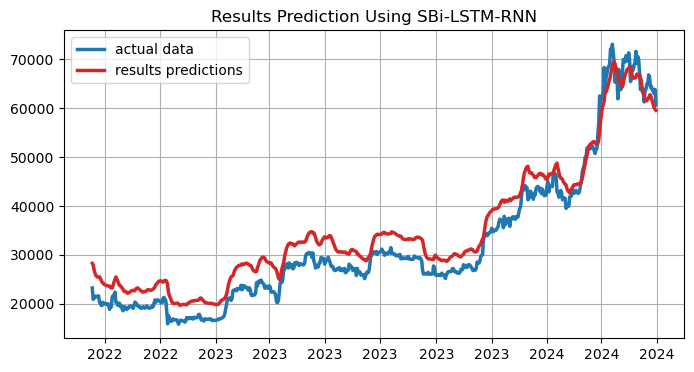 Results Prediction Using SBi-LSTM-RNN
actual data
results predictions
70000
60000
50000
40000
30000
20000
2022 2022 2023 2023 2023 2023 2023 2023 2024 2024 2024